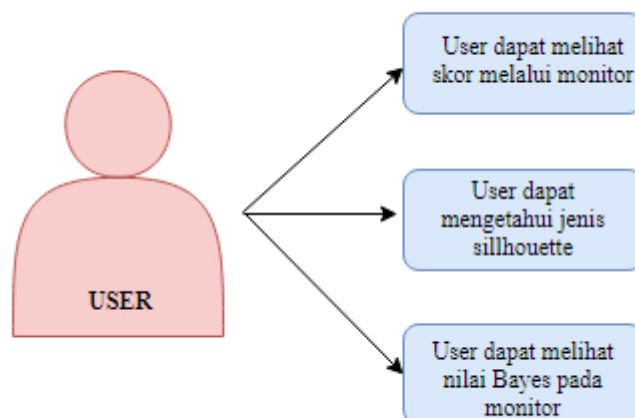 User dapat melihat
skor melalui monitor
User dapat
mengetahui jenis
sillhouette
USER
User dapat melihat
nilai Bayes pada
monitor